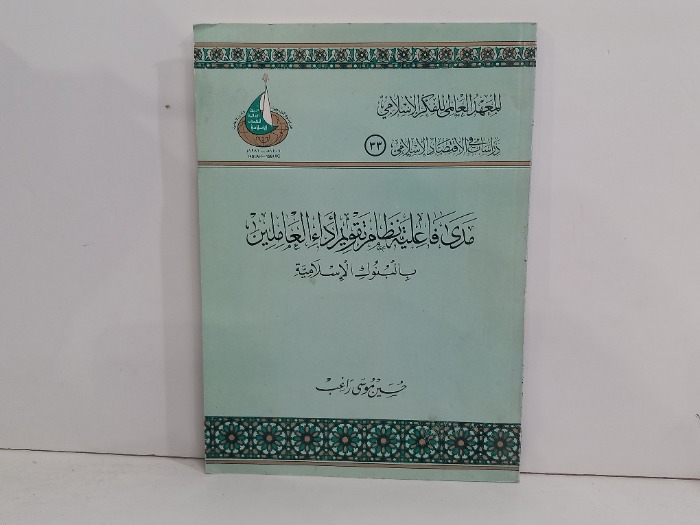 المعهد العالمي للفكر الإسلامي
دراسات في الاقتصاد الإسلامي ٣٣
مدى فاعلية نظام تقويم أداء العاملين
بالبنوك الإسلامية
حسين موسى راغب